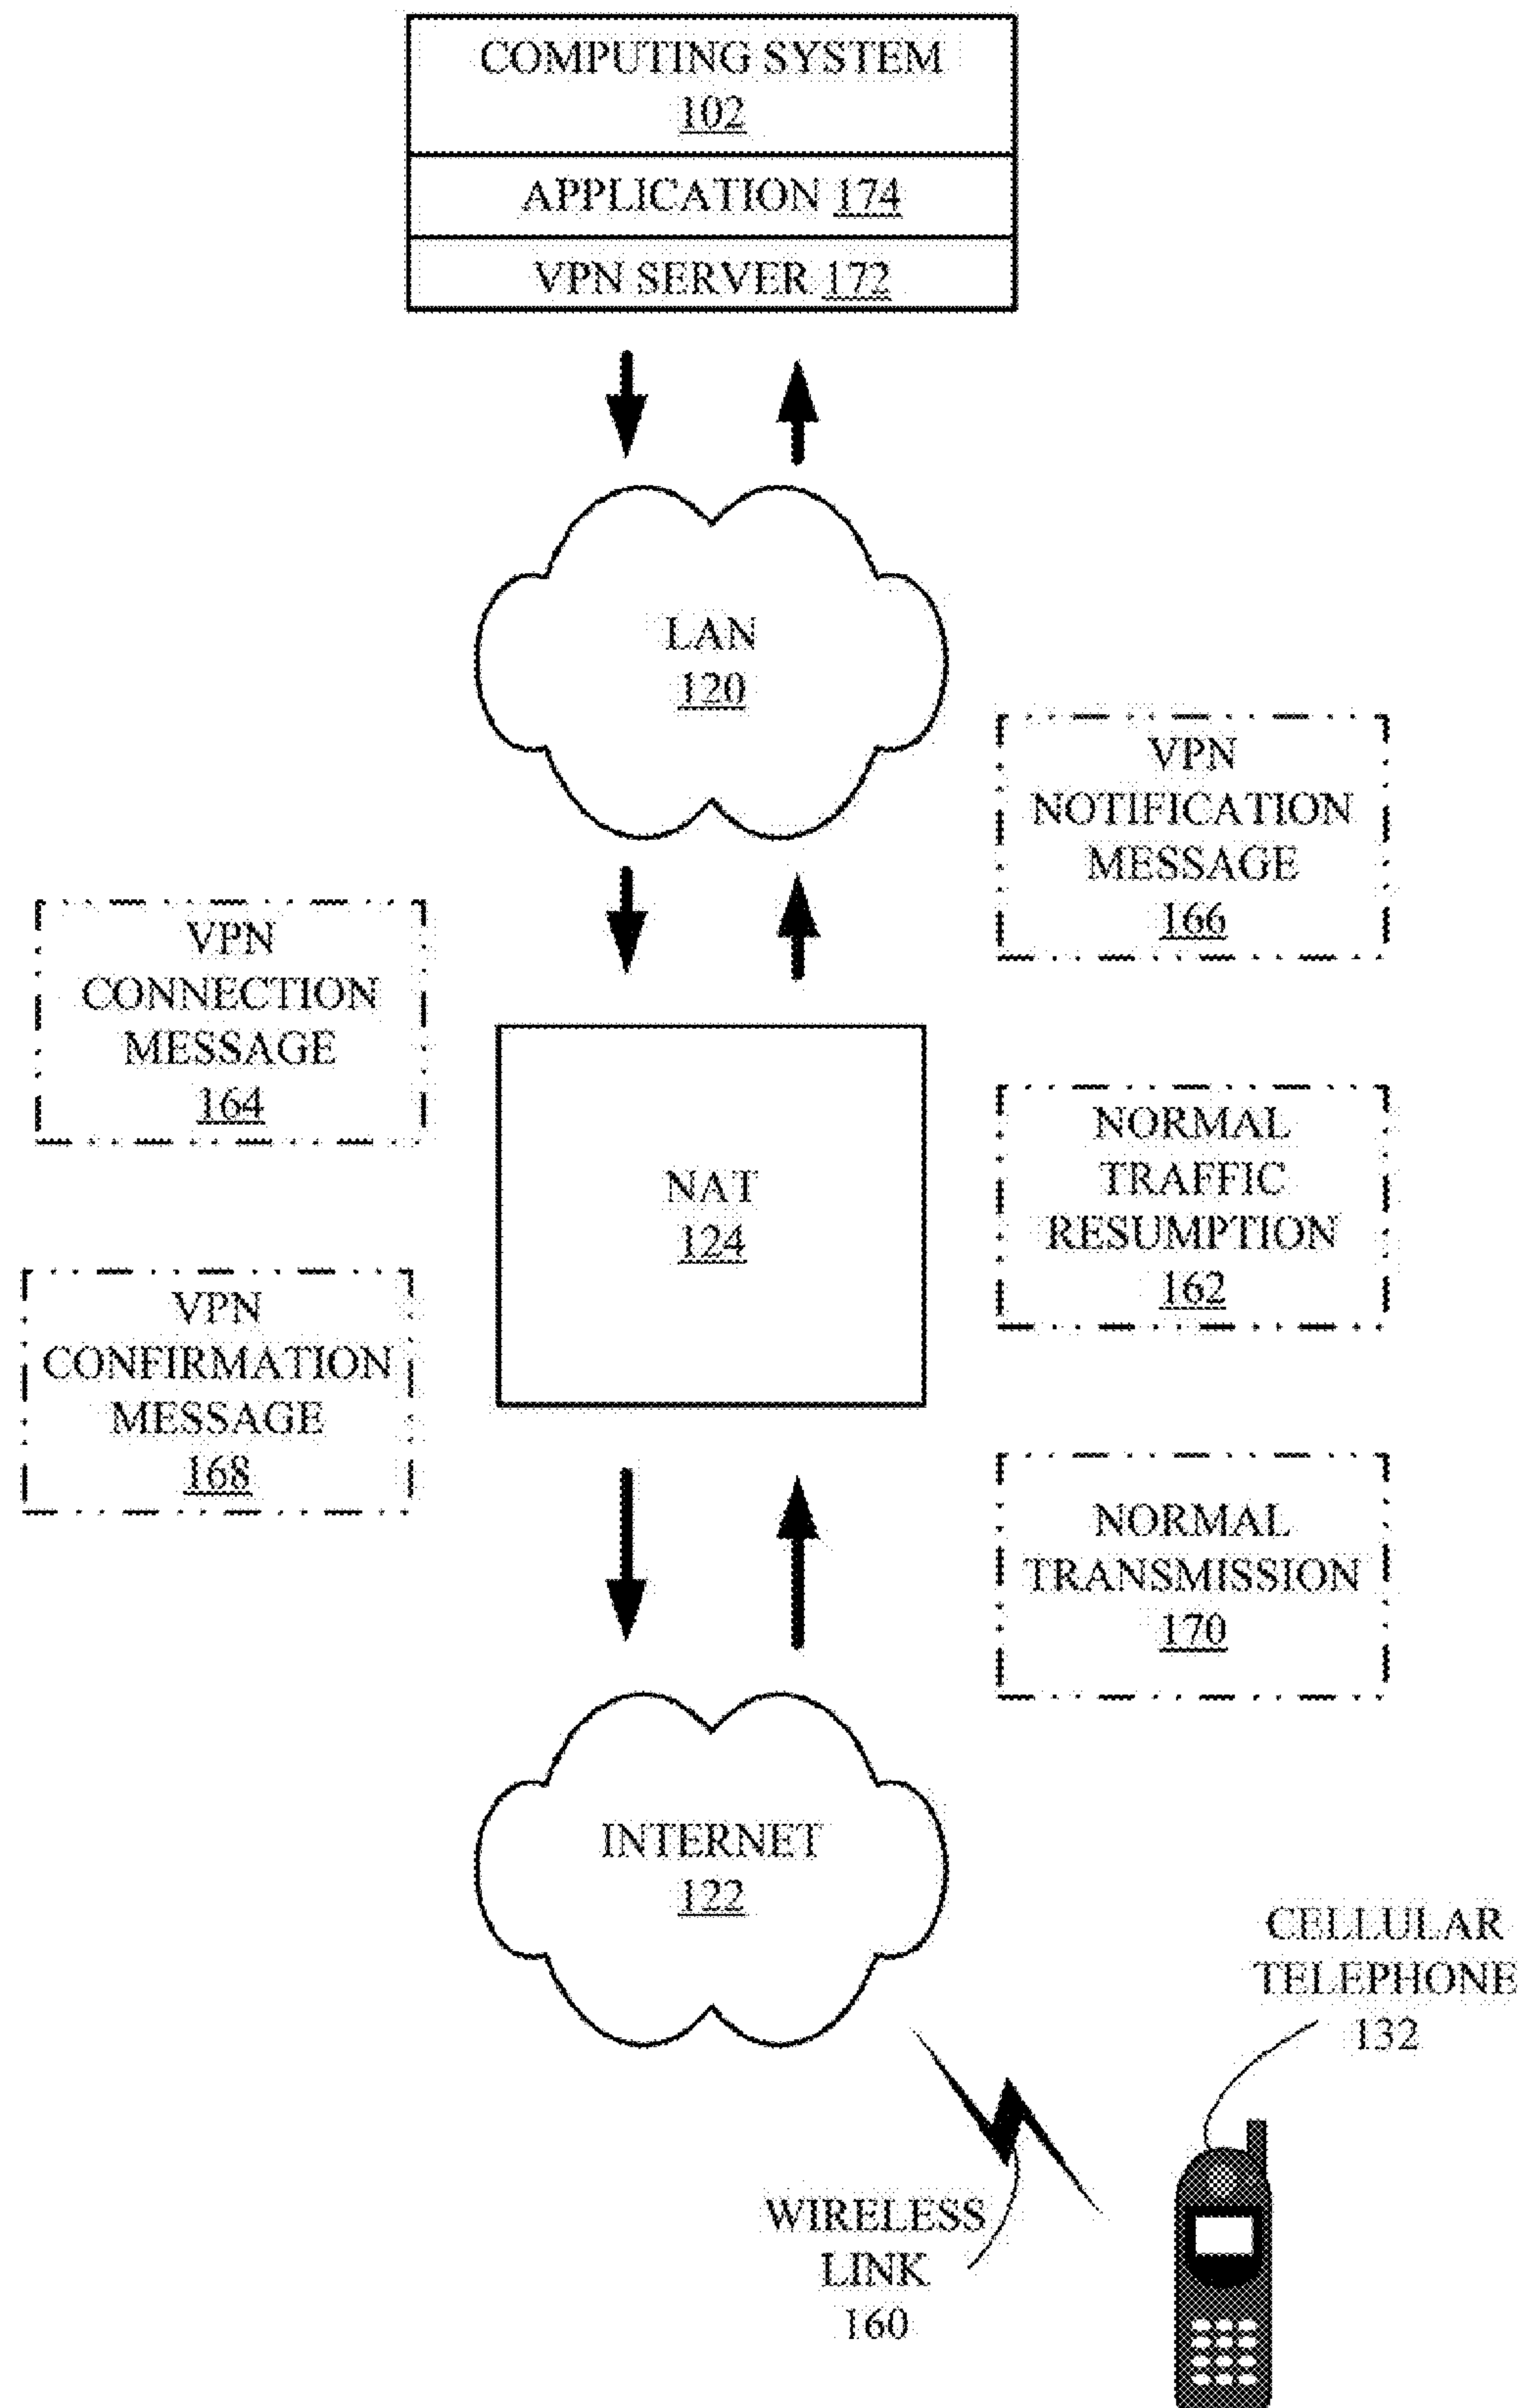 COMPUTING SYSTEM
102
APPLICATION 174
VPN SERVER 172
LAN
120
VPN
NOTIFICATION
MESSAGE
166
VPN
CONNECTION
MESSAGE
164
NAT
124
NORMAL
TRAFFIC
RESUMPTION
162
VPN
CONFIRMATION
MESSAGE
168
NORMAL
TRANSMISSION
170
INTERNET
122
CELLULAR
TELEPHONE
132
WIRELESS
LINK
160